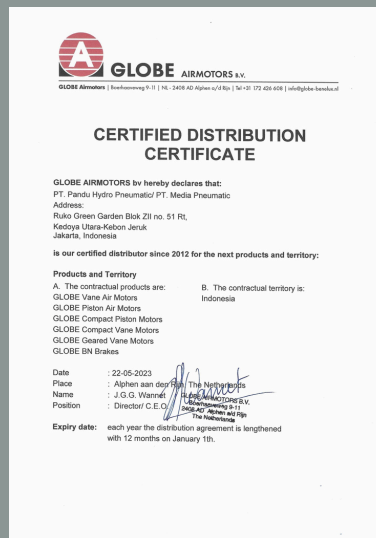 A
GLOBE AIRMOTORS B.V.
GLOBE Airmotors | Boerhaaveweg 9-11 | NL - 2408 AD Alphen a/d Rijn | Tel +31 172 426 608 | info@globe-benelux.nl
CERTIFIED DISTRIBUTION
CERTIFICATE
GLOBE AIRMOTORS bv hereby declares that:
PT. Pandu Hydro Pneumatic/ PT. Media Pneumatic
Address:
Ruko Green Garden Blok ZII no. 51 Rt,
Kedoya Utara-Kebon Jeruk
Jakarta, Indonesia
is our certified distributor since 2012 for the next products and territory:
Products and Territory
A. The contractual products are:
GLOBE Vane Air Motors
GLOBE Piston Air Motors
GLOBE Compact Piston Motors
GLOBE Compact Vane Motors
GLOBE Geared Vane Motors
GLOBE BN Brakes
B. The contractual territory is:
Indonesia
Date : 22-05-2023
Place : Alphen aan den Rijn, The Netherlands
Name : J.G.G. Wannet
Position : Director/ C.E.O.
GLOBE AIRMOTORS B.V.
Boerhaaveweg 9-11
2408 AD Alphen a/d Rijn
The Netherlands
Expiry date: each year the distribution agreement is lengthened
with 12 months on January 1th.